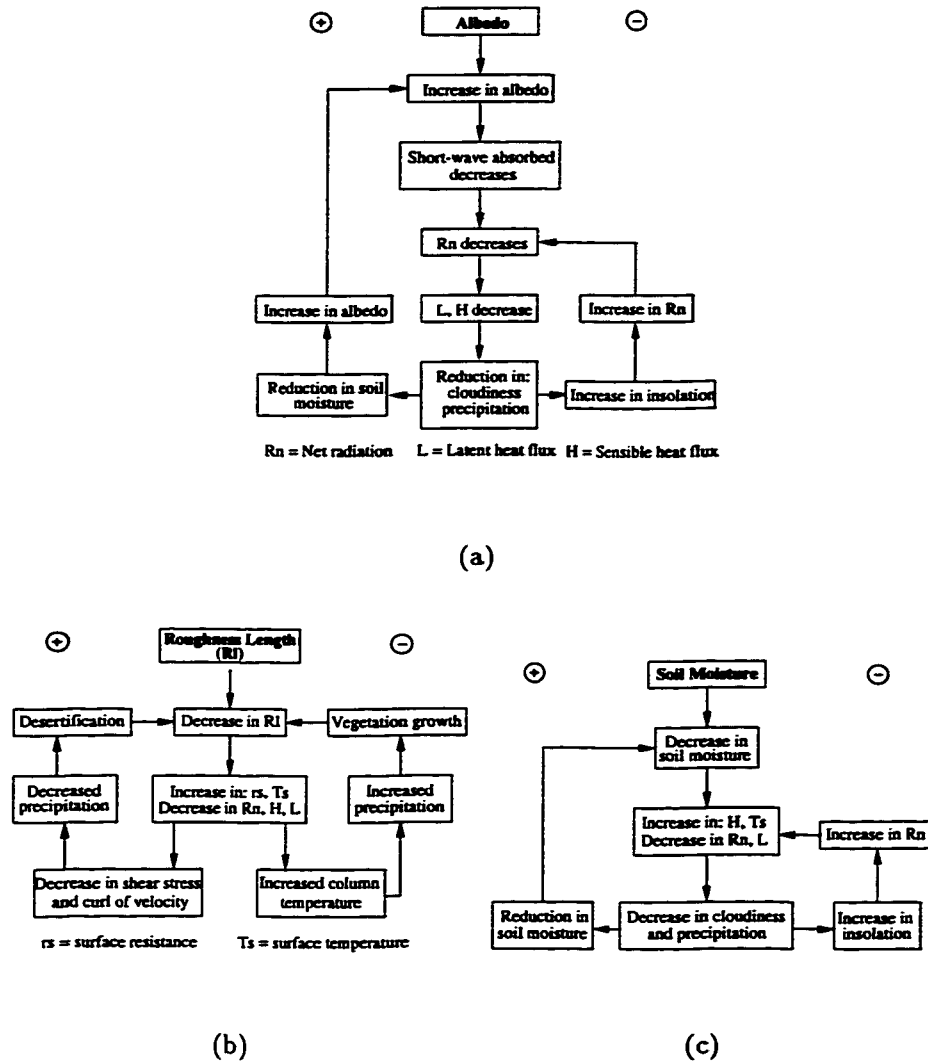 (+)
Albedo
(-)
Increase in albedo
Short-wave absorbed
decreases
Rn decreases
Increase in albedo
L, H decrease
Increase in Rn
Reduction in soil
moisture
Reduction in:
cloudiness
precipitation
Increase in insolation
Rn = Net radiation L = Latent heat flux H = Sensible heat flux
(a)
(+)
Roughness Length
(Rl)
(-)
Desertification
Decrease in Rl
Vegetation growth
Decreased
precipitation
Increase in: rs, Ts
Decrease in Rn, H, L
Increased
precipitation
Decrease in shear stress
and curl of velocity
Increased column
temperature
rs = surface resistance Ts = surface temperature
(b)
(+)
Soil Moisture
(-)
Decrease in
soil moisture
Increase in: H, Ts
Decrease in Rn, L
Increase in Rn
Reduction in
soil moisture
Decrease in cloudiness
and precipitation
Increase in
insolation
(c)